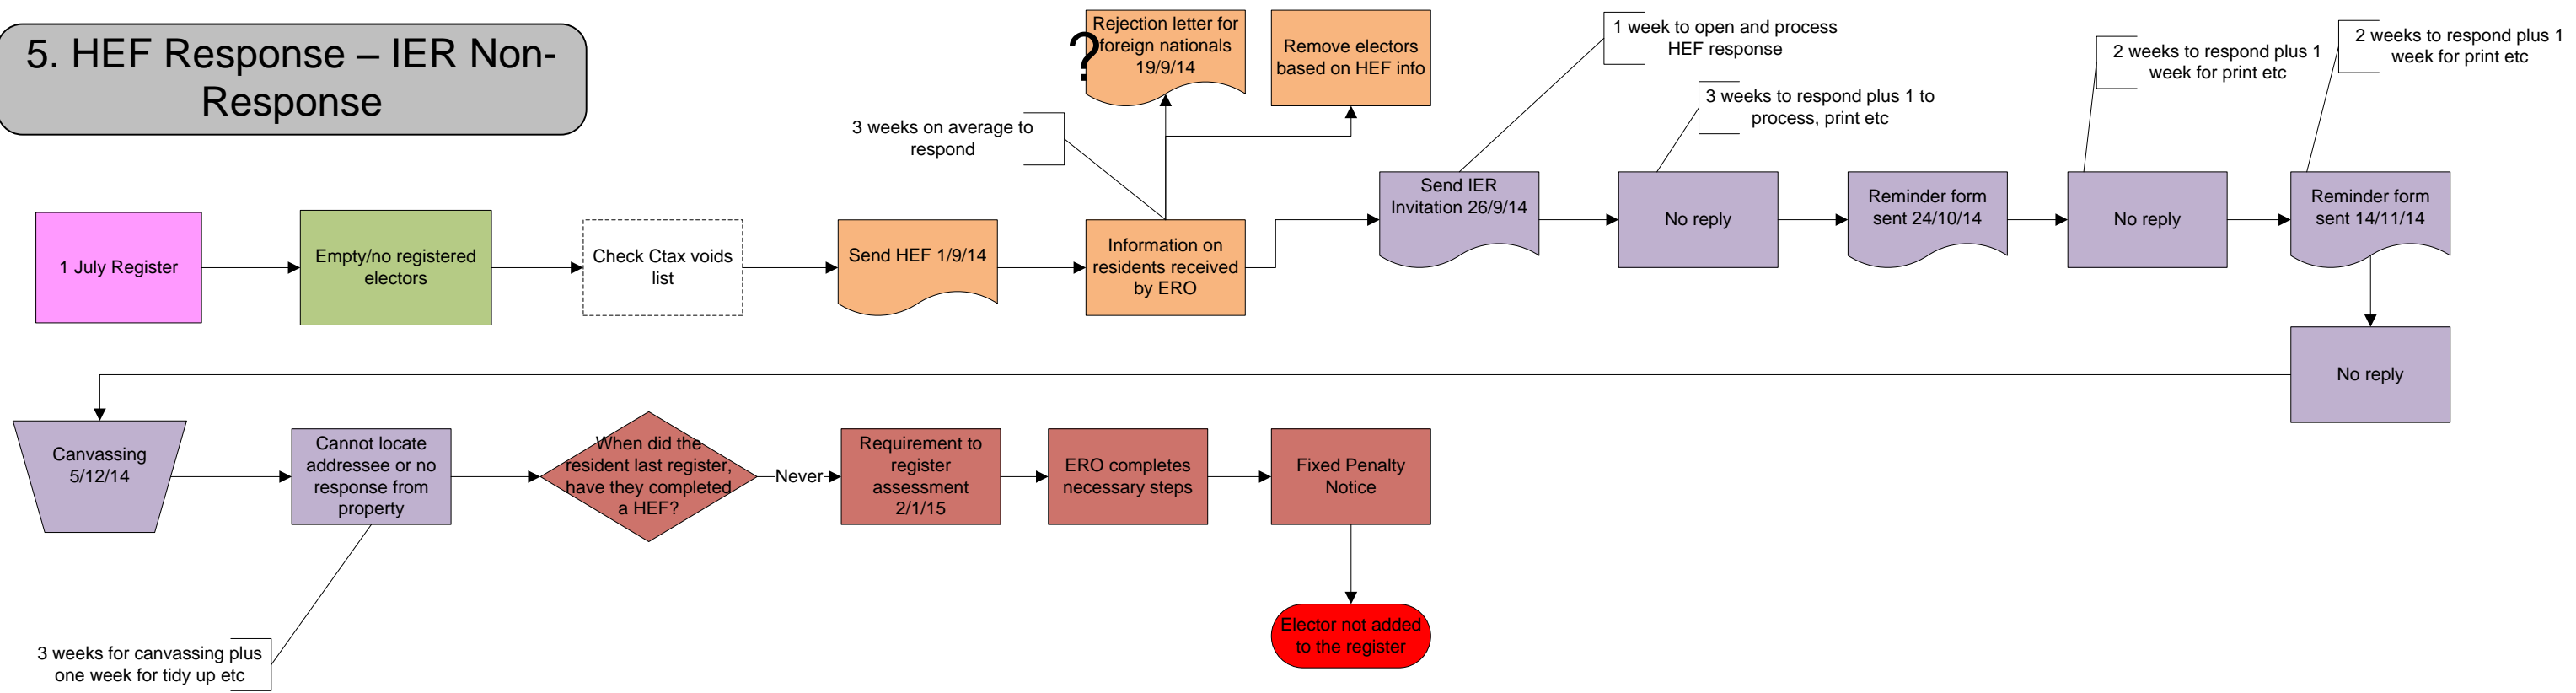 5. HEF Response – IER Non-
Response
?
Rejection letter for
foreign nationals
19/9/14
Remove electors
based on HEF info
1 week to open and process
HEF response
2 weeks to respond plus 1
week for print etc
2 weeks to respond plus 1
week for print etc
3 weeks on average to
respond
3 weeks to respond plus 1 to
process, print etc
1 July Register
Empty/no registered
electors
Check Ctax voids
list
Send HEF 1/9/14
Information on
residents received
by ERO
Send IER
Invitation 26/9/14
No reply
Reminder form
sent 24/10/14
No reply
Reminder form
sent 14/11/14
No reply
Canvassing
5/12/14
Cannot locate
addressee or no
response from
property
When did the
resident last register,
have they completed
a HEF?
Never
Requirement to
register
assessment
2/1/15
ERO completes
necessary steps
Fixed Penalty
Notice
Elector not added
to the register
3 weeks for canvassing plus
one week for tidy up etc